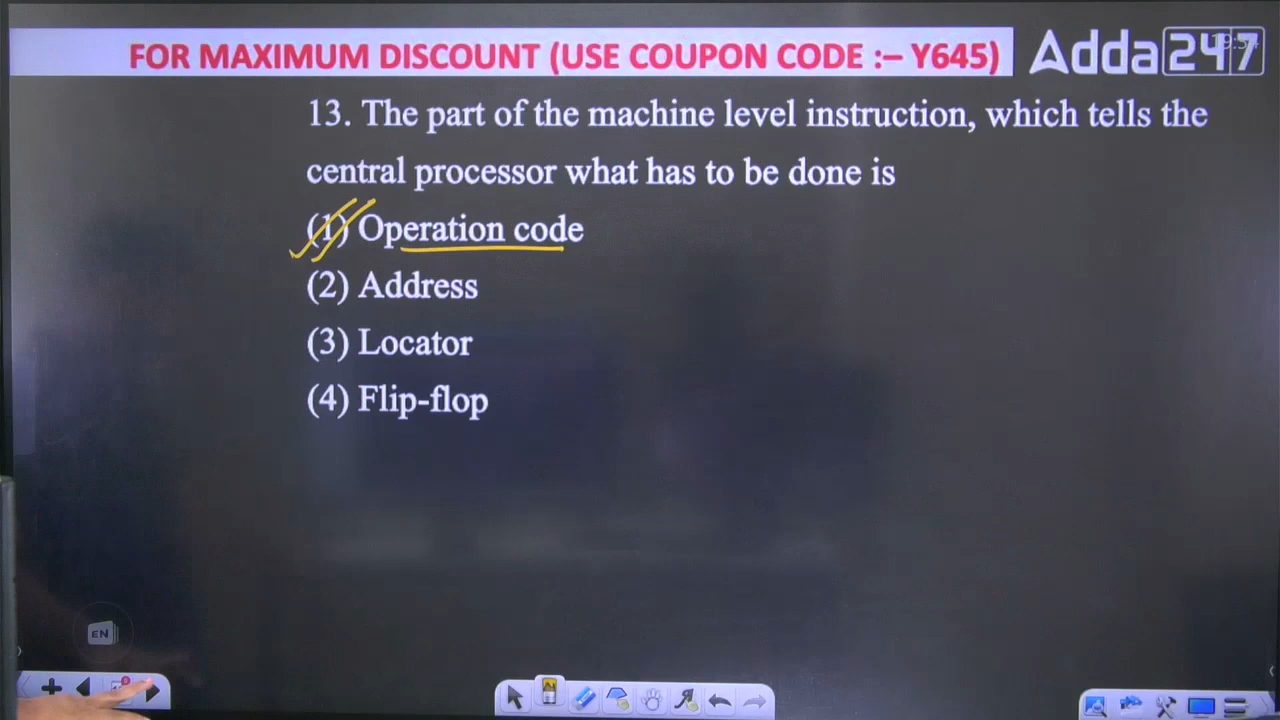 FOR MAXIMUM DISCOUNT (USE COUPON CODE :– Y645)
Adda247
13. The part of the machine level instruction, which tells the
central processor what has to be done is
(1) Operation code
(2) Address
(3) Locator
(4) Flip-flop
EN